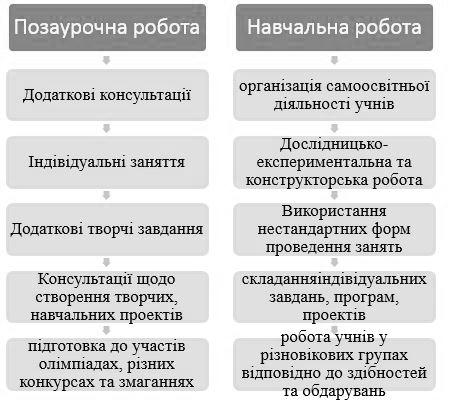 Позаурочна робота
Додаткові консультації
Індивідуальні заняття
Додаткові творчі завдання
Консультації щодо
створення творчих,
навчальних проектів
підготовка до участів
олімпіадах, різних
конкурсах та змаганнях
Навчальна робота
організація самоосвітньої
діяльності учнів
Дослідницько-
експериментальна та
конструкторська робота
Використання
нестандартних форм
проведення занять
складанняіндивідуальних
завдань, програм,
проектів
робота учнів у
різновікових групах
відповідно до здібностей
та обдарувань